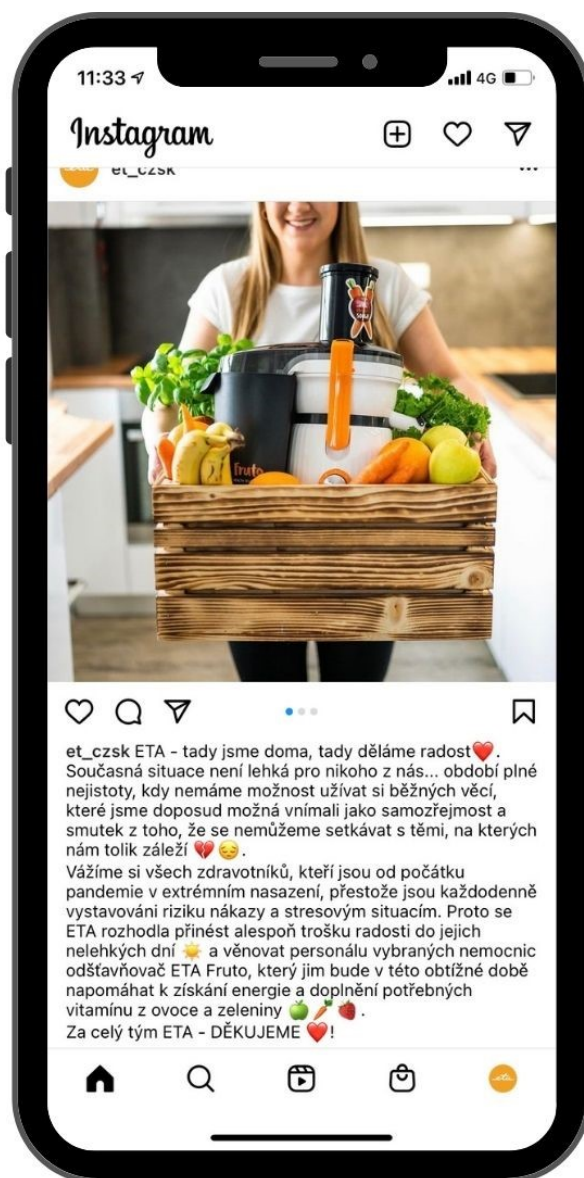 11:33
4G
Instagram
et_czsk
Fruto
et_czsk ETA - tady jsme doma, tady děláme radost❤️.
Současná situace není lehká pro nikoho z nás... období plné
nejistoty, kdy nemáme možnost užívat si běžných věcí,
které jsme doposud možná vnímali jako samozřejmost a
smutek z toho, že se nemůžeme setkávat s těmi, na kterých
nám tolik záleží 💔😔.
Vážíme si všech zdravotníků, kteří jsou od počátku
pandemie v extrémním nasazení, přestože jsou každodenně
vystavováni riziku nákazy a stresovým situacím. Proto se
ETA rozhodla přinést alespoň trošku radosti do jejich
nelehkých dní ☀️ a věnovat personálu vybraných nemocnic
odšťavňovač ETA Fruto, který jim bude v této obtížné době
napomáhat k získání energie a doplnění potřebných
vitamínu z ovoce a zeleniny 🍏🥕🍓.
Za celý tým ETA - DĚKUJEME ❤️!